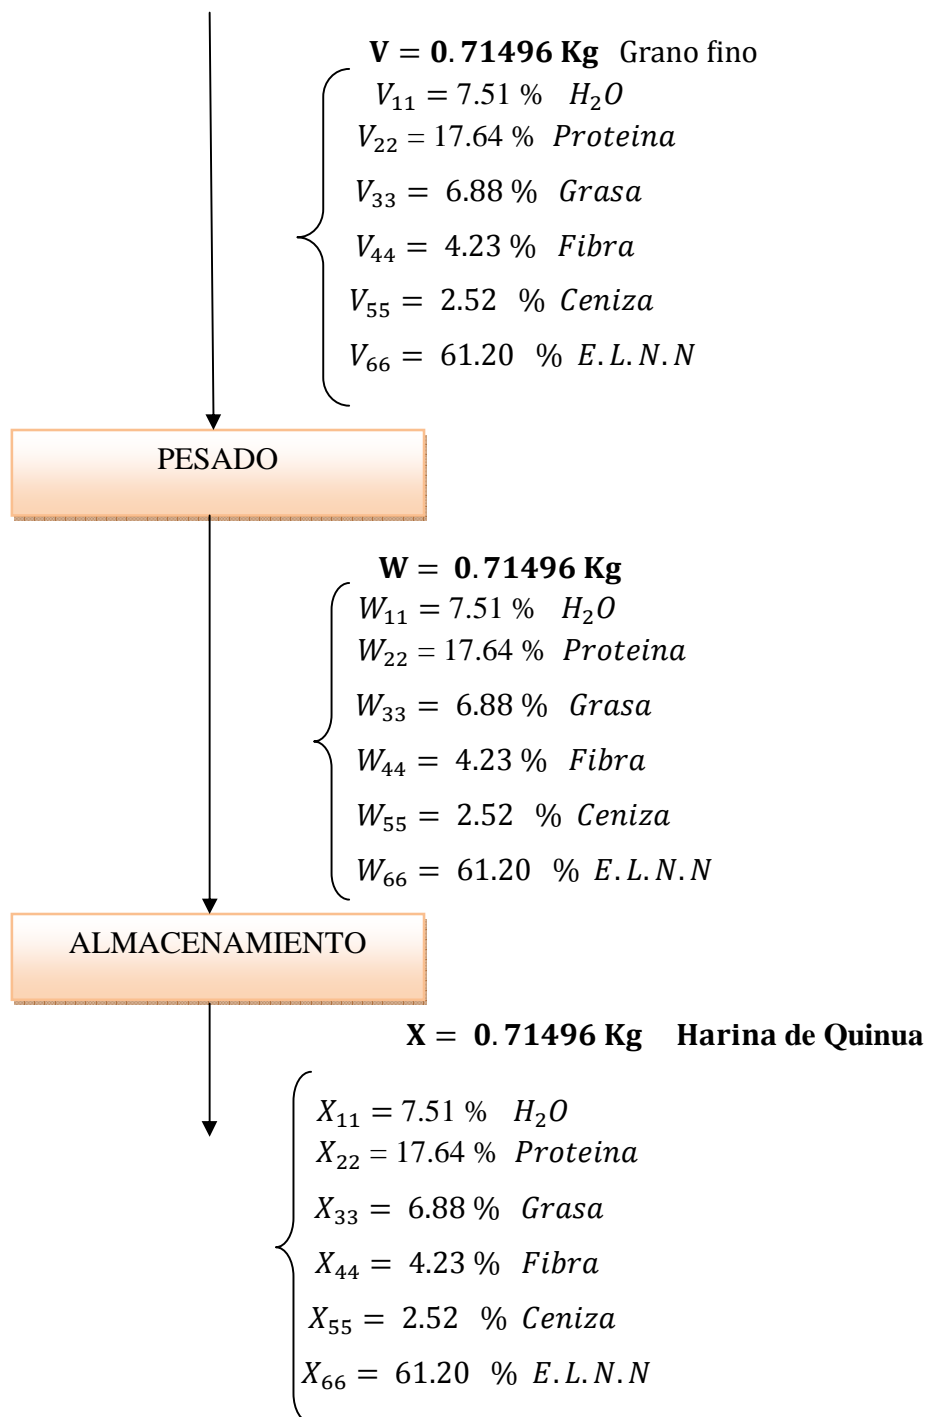 V = 0.71496 Kg Grano fino
V₁₁ = 7.51 % H₂O
V₂₂ = 17.64 % Proteina
V₃₃ = 6.88 % Grasa
V₄₄ = 4.23 % Fibra
V₅₅ = 2.52 % Ceniza
V₆₆ = 61.20 % E.L.N.N
PESADO
W = 0.71496 Kg
W₁₁ = 7.51 % H₂O
W₂₂ = 17.64 % Proteina
W₃₃ = 6.88 % Grasa
W₄₄ = 4.23 % Fibra
W₅₅ = 2.52 % Ceniza
W₆₆ = 61.20 % E.L.N.N
ALMACENAMIENTO
X = 0.71496 Kg Harina de Quinua
X₁₁ = 7.51 % H₂O
X₂₂ = 17.64 % Proteina
X₃₃ = 6.88 % Grasa
X₄₄ = 4.23 % Fibra
X₅₅ = 2.52 % Ceniza
X₆₆ = 61.20 % E.L.N.N